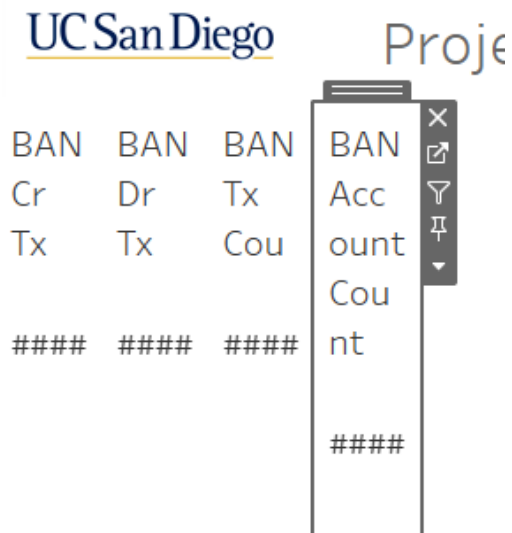 UC San Diego
Proje
BAN
Cr
Tx
####
BAN
Dr
Tx
####
BAN
Tx
Cou
####
BAN
Acc
ount
Cou
nt
####